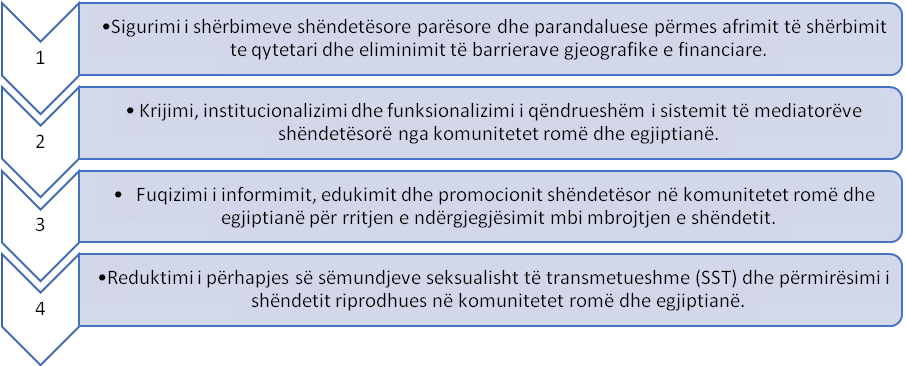 1
•Sigurimi i shërbimeve shëndetësore parësore dhe parandaluese përmes afrimit të shërbimit
te qytetari dhe eliminimit të barrierave gjeografike e financiare.
2
• Krijimi, institucionalizimi dhe funksionalizimi i qëndrueshëm i sistemit të mediatorëve
shëndetësorë nga komunitetet romë dhe egjiptianë.
3
• Fuqizimi i informimit, edukimit dhe promocionit shëndetësor në komunitetet romë dhe
egjiptianë për rritjen e ndërgjegjësimit mbi mbrojtjen e shëndetit.
4
•Reduktimi i përhapjes së sëmundjeve seksualisht të transmetueshme (SST) dhe përmirësimi i
shëndetit riprodhues në komunitetet romë dhe egjiptianë.